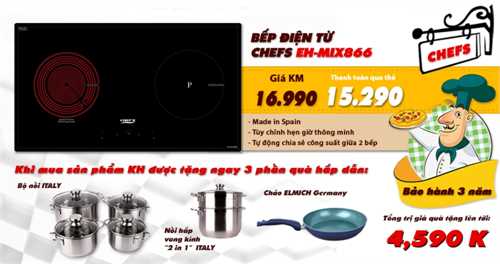 BẾP ĐIỆN TỪ
CHEFS EH-MIX866
CHEFS
Giá KM
Thanh toán qua thẻ
16.990
15.290
- Made in Spain
- Tùy chỉnh hẹn giờ thông minh
- Tự động chia sẻ công suất giữa 2 bếp
P
Khi mua sản phẩm KH được tặng ngay 3 phần quà hấp dẫn:
Bộ nồi ITALY
Nồi hấp
vung kính
"2 in 1" ITALY
Chảo ELMICH Germany
Bảo hành 3 năm
Tổng trị giá quà tặng lên tới:
4,590 K